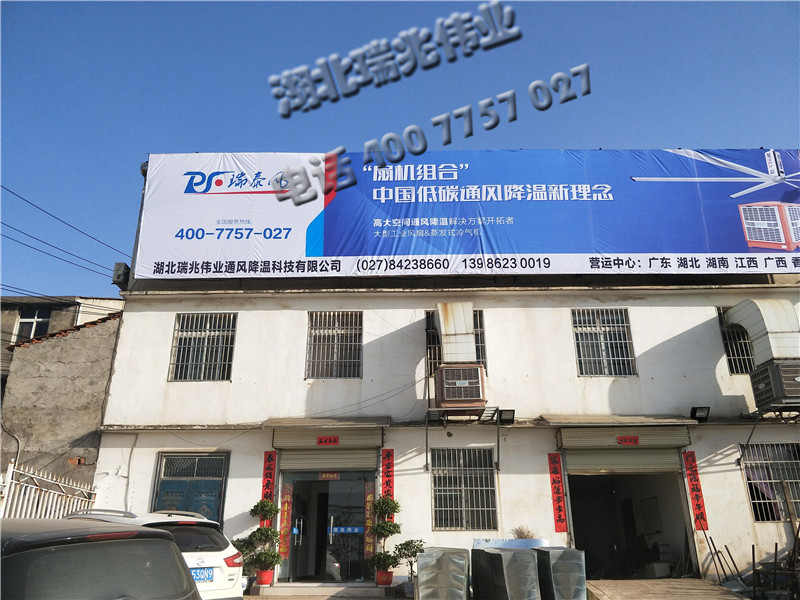 湖北瑞兆伟业
电话 400 7757 027
RS 瑞泰风
全国服务热线
400-7757-027
“扇机组合”
中国低碳通风降温新理念
高大空间通风降温解决方案开拓者
大型工业风扇&蒸发式冷气机
湖北瑞兆伟业通风降温科技有限公司 (027)84238660 13986230019 营运中心：广东 湖北 湖南 江西 广西 香
530N9